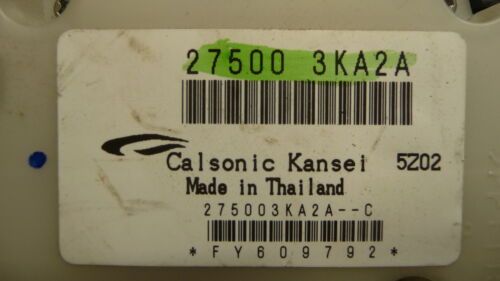 27500 3KA2A
Calsonic Kansei 5Z02
Made in Thailand
275003KA2A--C
*FY609792*